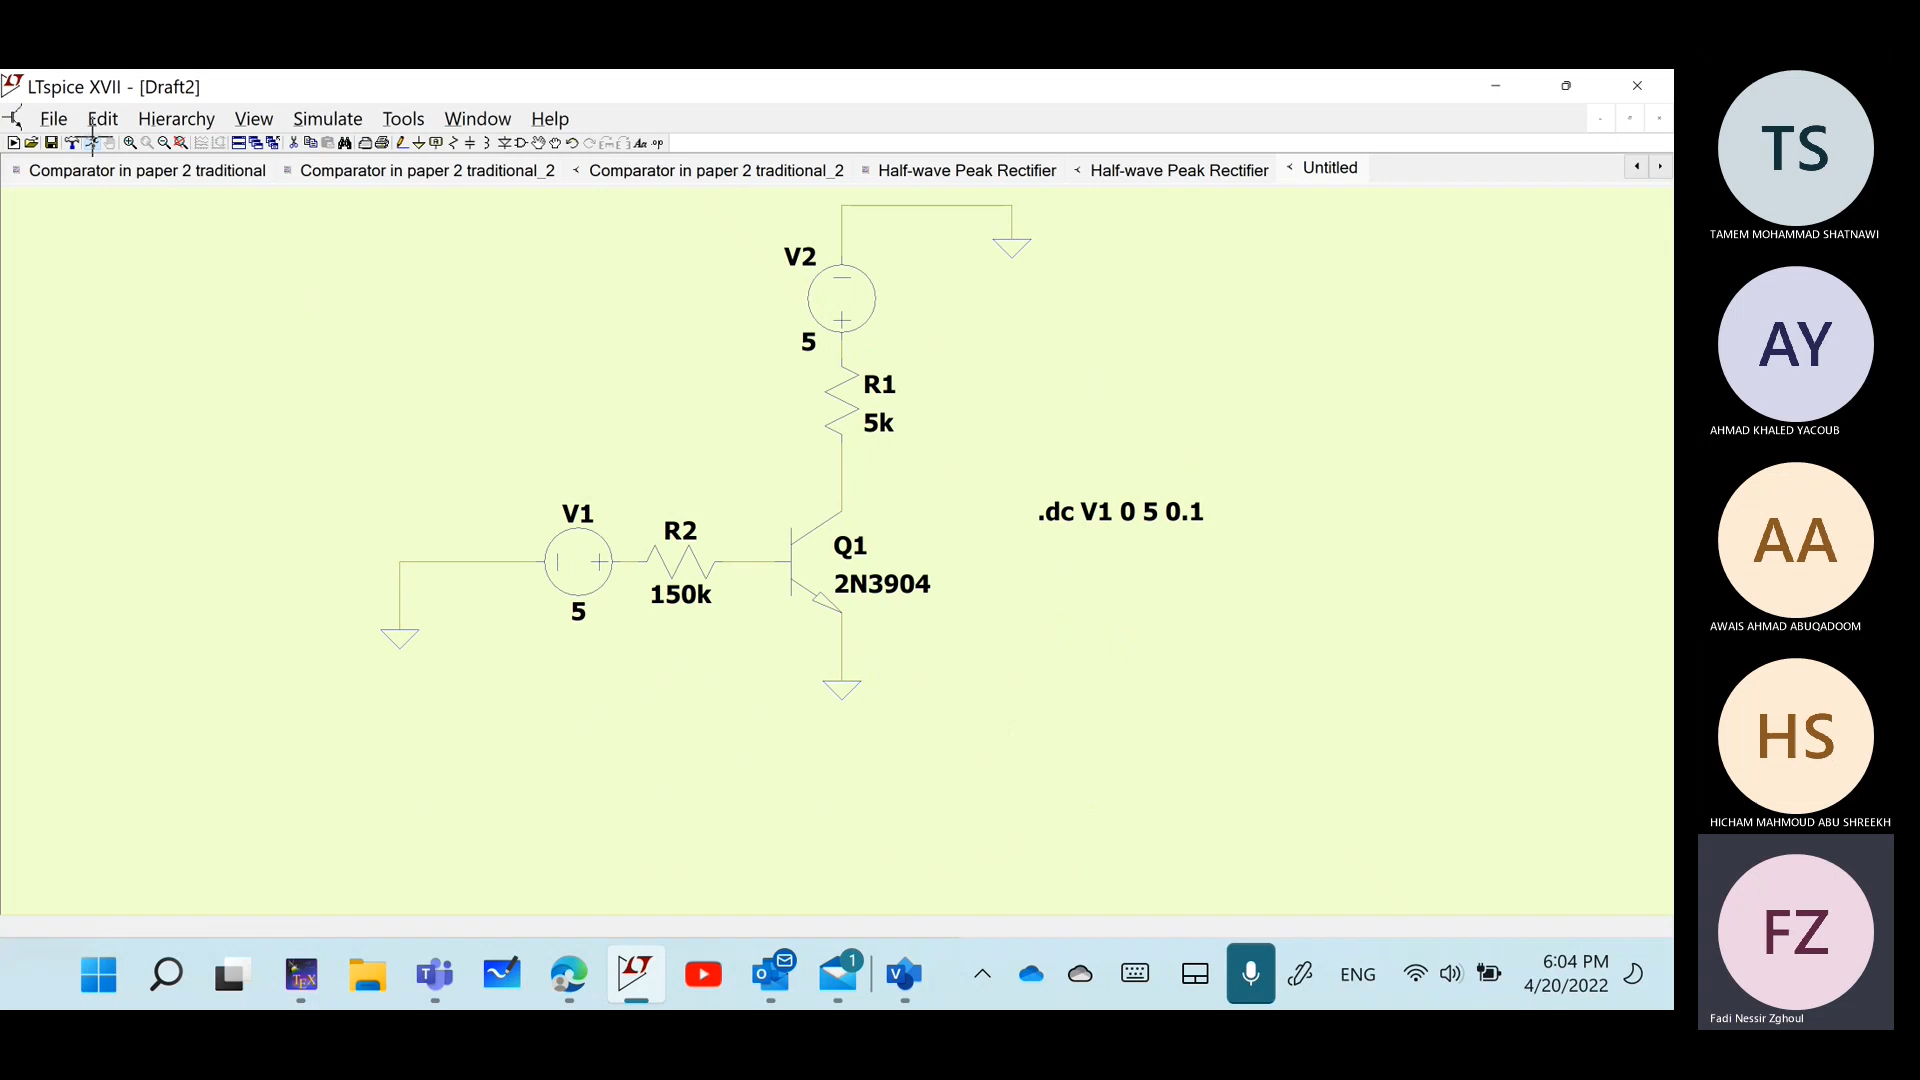 LTspice XVII - [Draft2]
File Edit Hierarchy View Simulate Tools Window Help
Comparator in paper 2 traditional Comparator in paper 2 traditional_2 Comparator in paper 2 traditional_2 Half-wave Peak Rectifier Half-wave Peak Rectifier Untitled
V2
5
R1
5k
V1
5
R2
150k
Q1
2N3904
.dc V1 0 5 0.1
ENG
6:04 PM
4/20/2022
TS
TAMEM MOHAMMAD SHATNAWI
AY
AHMAD KHALED YACOUB
AA
AWAIS AHMAD ABUQADOOM
HS
HICHAM MAHMOUD ABU SHREEKH
FZ
Fadi Nessir Zghoul